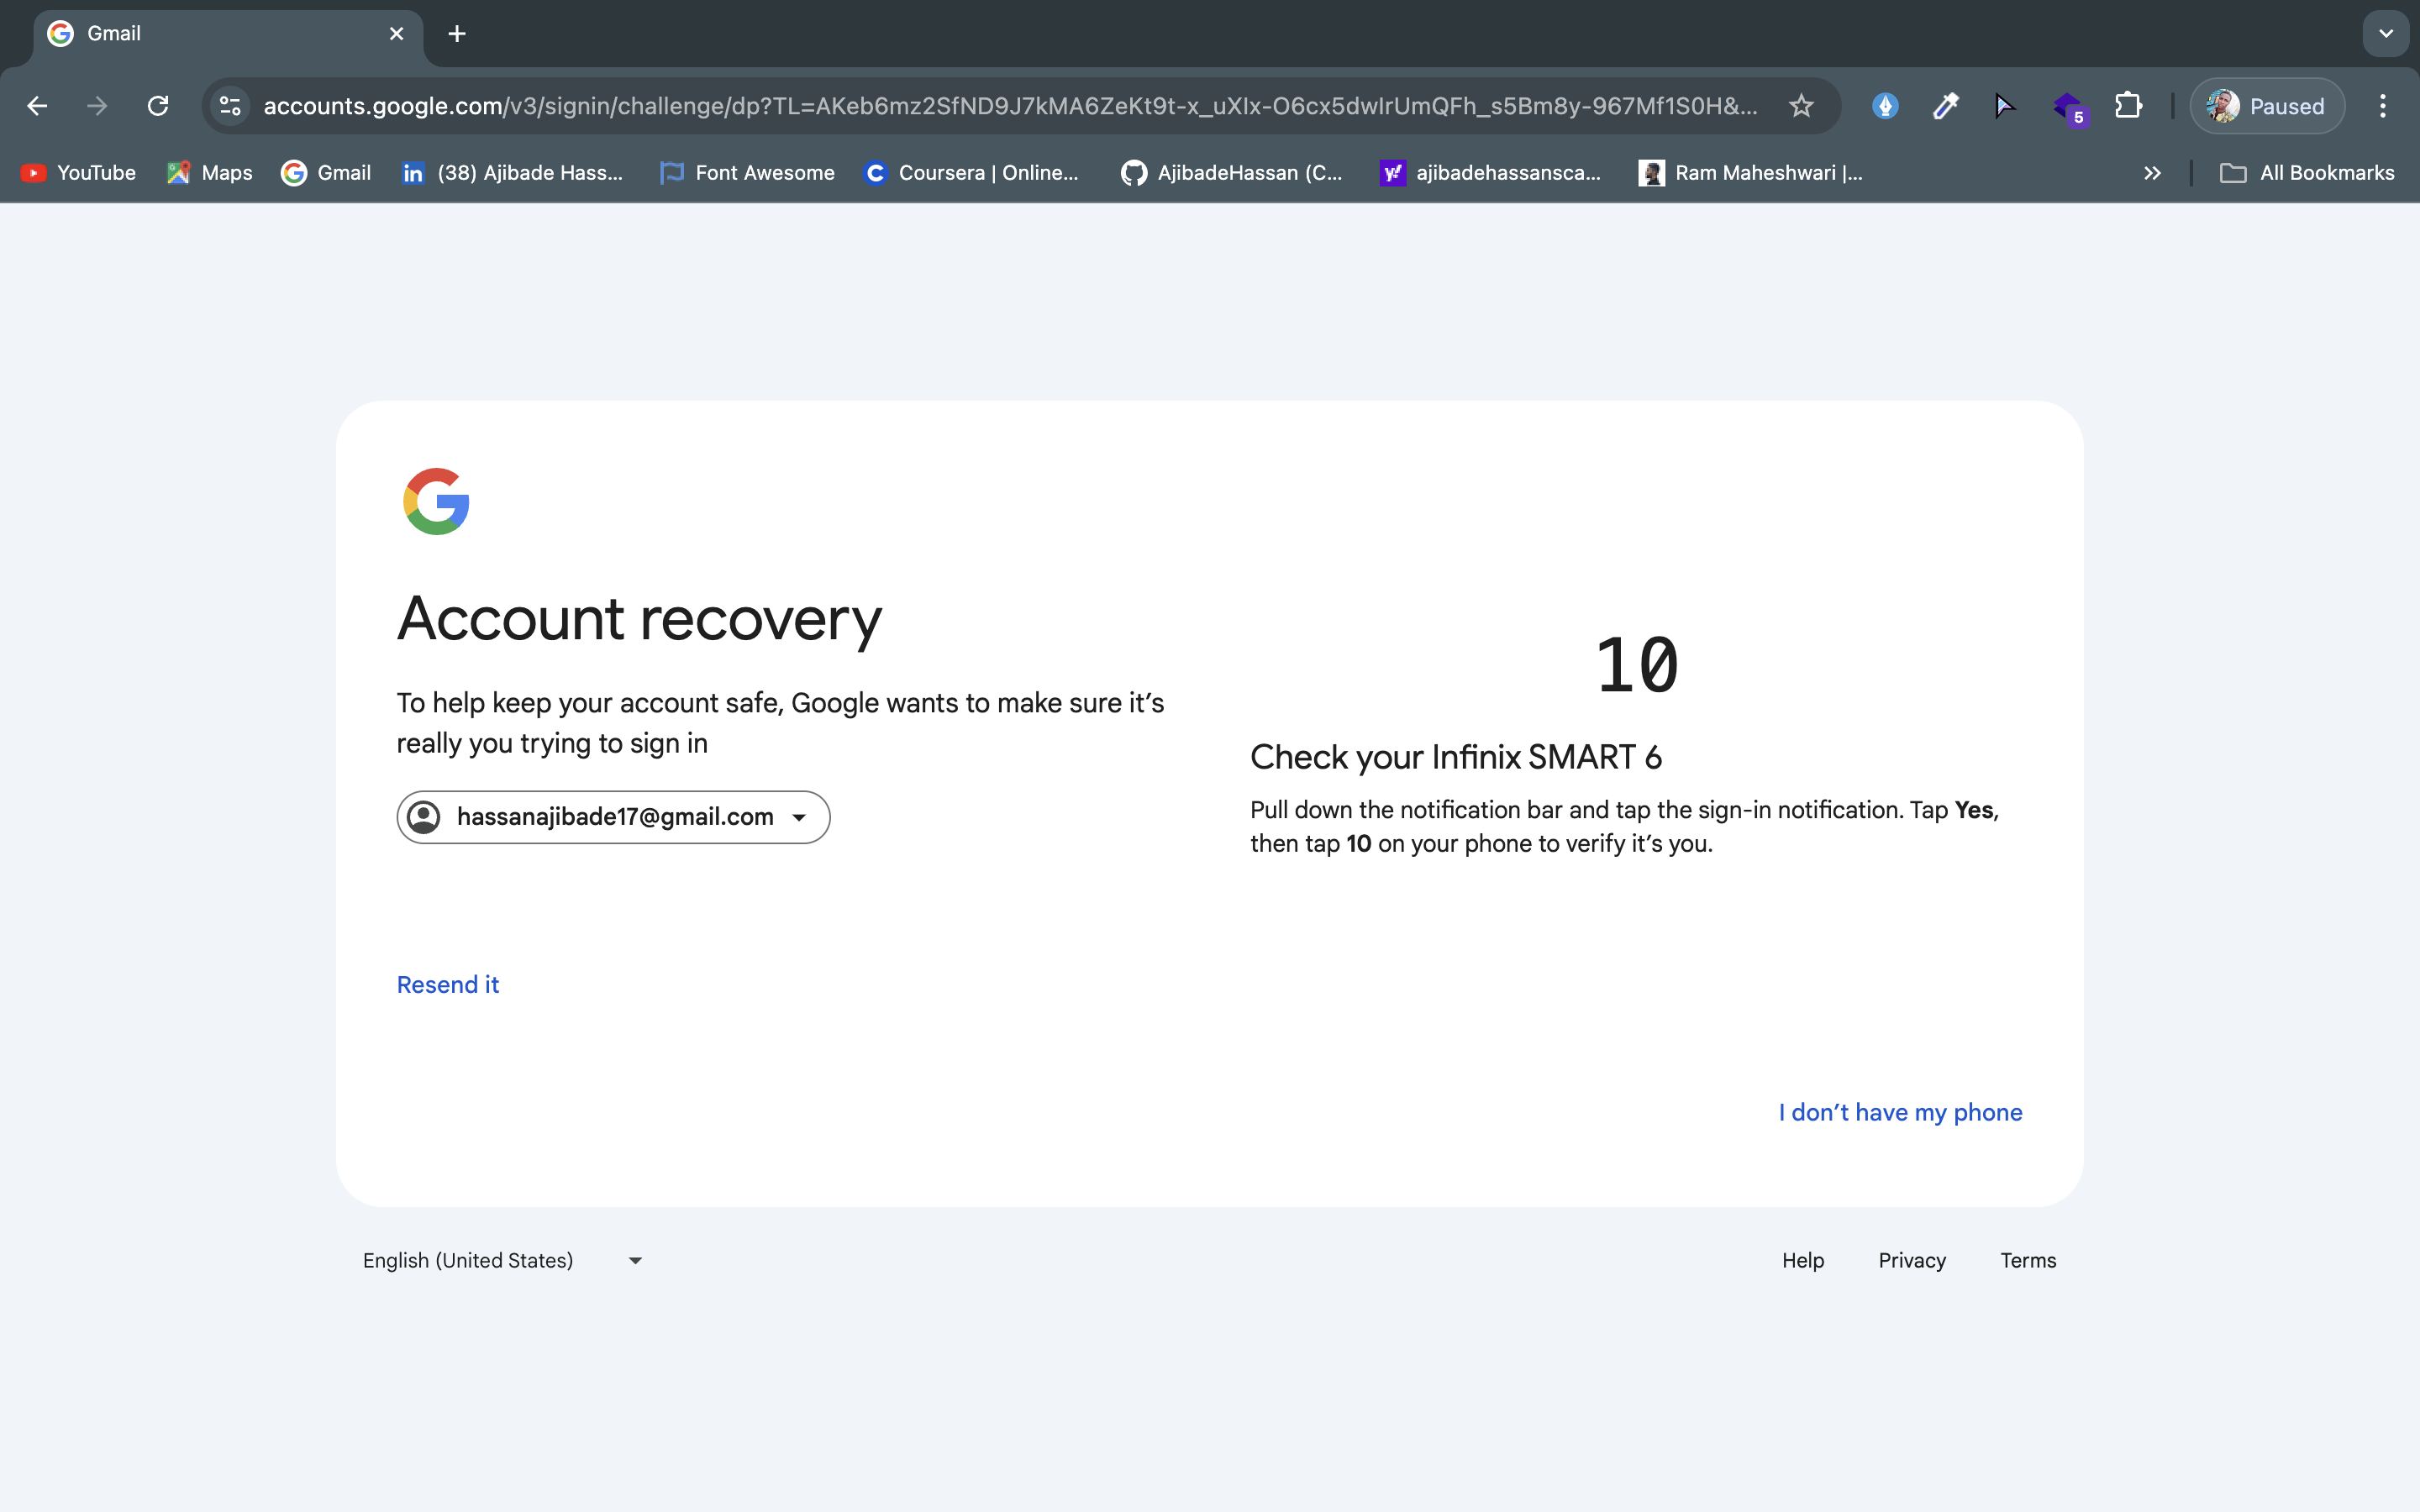 Gmail
accounts.google.com/v3/signin/challenge/dp?TL=AKeb6mz2SfND9J7kMA6ZeKt9t-x_uXIx-O6cx5dwIrUmQFh_s5Bm8y-967Mf1S0H&...
5
Paused
YouTube
Maps
Gmail
(38) Ajibade Hass...
Font Awesome
Coursera | Online...
AjibadeHassan (C...
ajibadehassansca...
Ram Maheshwari |...
All Bookmarks
Account recovery
To help keep your account safe, Google wants to make sure it’s
really you trying to sign in
hassanajibade17@gmail.com
Resend it
10
Check your Infinix SMART 6
Pull down the notification bar and tap the sign-in notification. Tap Yes,
then tap 10 on your phone to verify it’s you.
I don’t have my phone
English (United States)
Help
Privacy
Terms